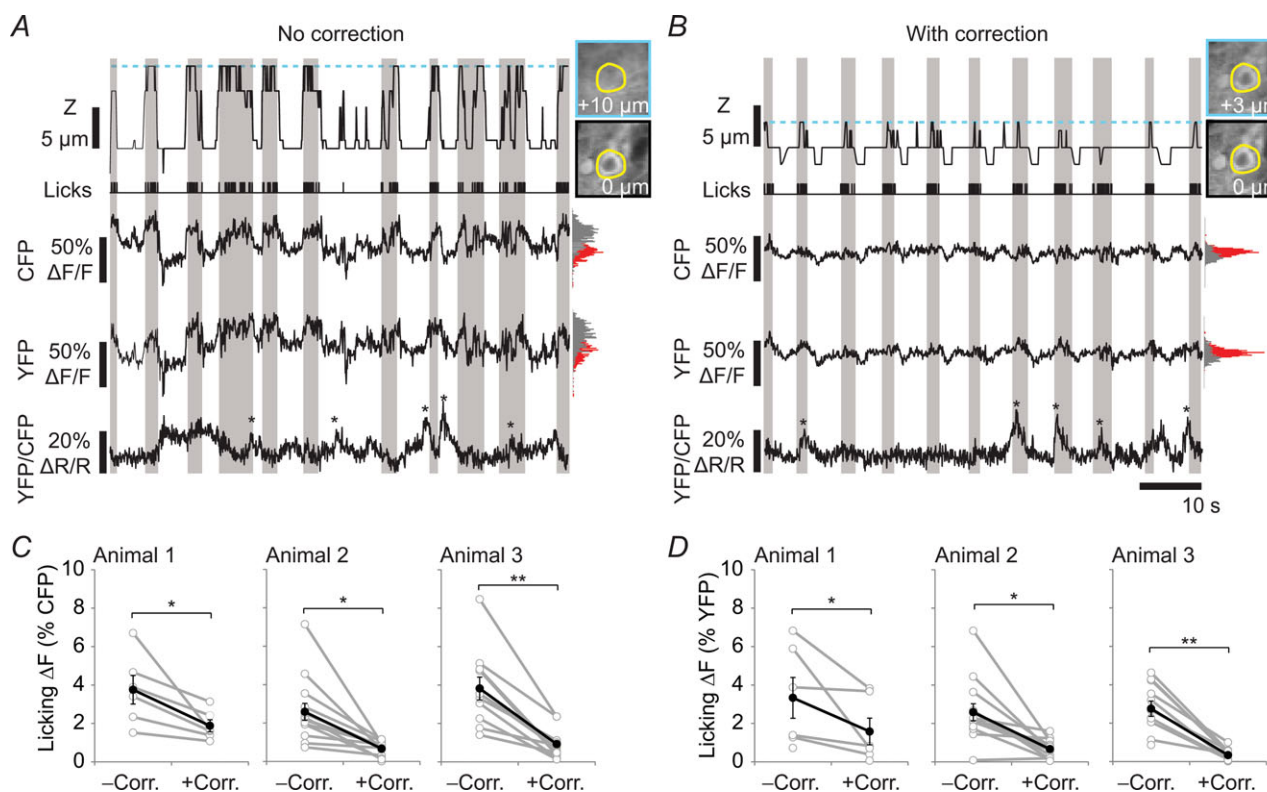 A
No correction
Z
5 μm
+10 μm
0 μm
Licks
CFP
50%
ΔF/F
YFP
50%
ΔF/F
YFP/CFP
20%
ΔR/R
* * * * *
B
With correction
Z
5 μm
+3 μm
0 μm
Licks
CFP
50%
ΔF/F
YFP
50%
ΔF/F
YFP/CFP
20%
ΔR/R
* * * * *
10 s
C
Animal 1
Animal 2
Animal 3
Licking ΔF (% CFP)
10
8
6
4
2
0
* * **
–Corr. +Corr. –Corr. +Corr. –Corr. +Corr.
D
Animal 1
Animal 2
Animal 3
Licking ΔF (% YFP)
10
8
6
4
2
0
* * **
–Corr. +Corr. –Corr. +Corr. –Corr. +Corr.